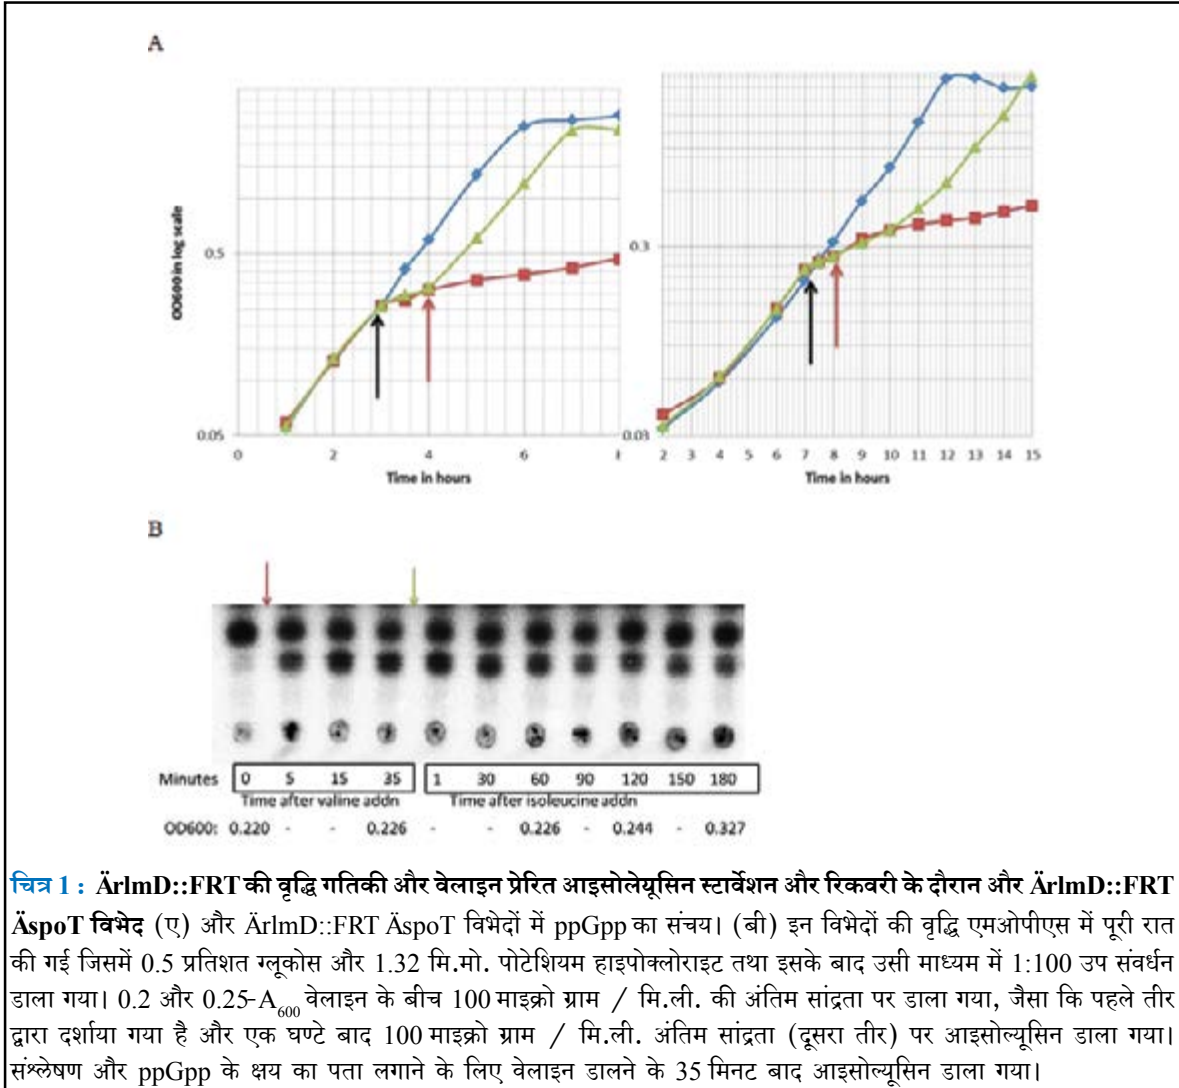 A
OD600 in log scale
0.5
0.05
0 2 4 6 8
Time in hours
0.3
0.03
2 3 4 5 6 7 8 9 10 11 12 13 14 15
Time in hours
B
Minutes 0 5 15 35 1 30 60 90 120 150 180
Time after valine addn Time after isoleucine addn
OD600: 0.220 - - 0.226 - - 0.226 - 0.244 - 0.327
चित्र 1 : ÄrlmD::FRT की वृद्धि गतिकी और वेलाइन प्रेरित आइसोलेयूसिन स्टार्वेशन और रिकवरी के दौरान और ÄrlmD::FRT
ÄspoT विभेद (ए) और ÄrlmD::FRT ÄspoT विभेदों में ppGpp का संचय। (बी) इन विभेदों की वृद्धि एमओपीएस में पूरी रात
की गई जिसमें 0.5 प्रतिशत ग्लूकोस और 1.32 मि.मो. पोटेशियम हाइपोक्लोराइट तथा इसके बाद उसी माध्यम में 1:100 उप संवर्धन
डाला गया। 0.2 और 0.25-A600 वेलाइन के बीच 100 माइक्रो ग्राम / मि.ली. की अंतिम सांद्रता पर डाला गया, जैसा कि पहले तीर
द्वारा दर्शाया गया है और एक घण्टे बाद 100 माइक्रो ग्राम / मि.ली. अंतिम सांद्रता (दूसरा तीर) पर आइसोल्यूसिन डाला गया।
संश्लेषण और ppGpp के क्षय का पता लगाने के लिए वेलाइन डालने के 35 मिनट बाद आइसोल्यूसिन डाला गया।